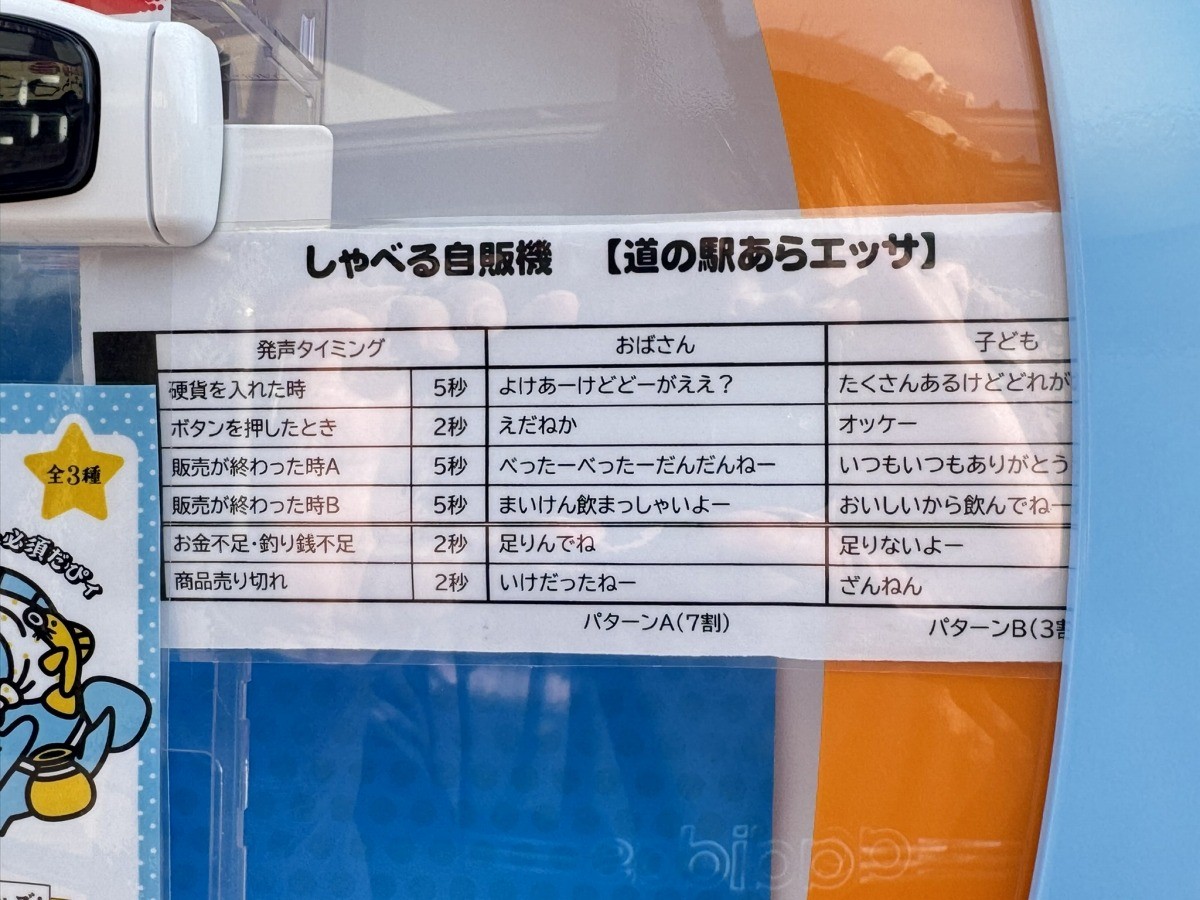 しゃべる自販機 【道の駅あらエッサ】
発声タイミング おばさん 子ども
硬貨を入れた時 5秒 よけあーけどどーがええ？ たくさんあるけどどれが
ボタンを押したとき 2秒 えだねか オッケー
販売が終わった時A 5秒 べったーべったーだんだんねー いつもいつもありがとう
販売が終わった時B 5秒 まいけん飲まっしゃいよー おいしいから飲んでねー
お金不足・釣り銭不足 2秒 足りんでね 足りないよー
商品売り切れ 2秒 いけだったねー ざんねん
パターンA（7割） パターンB（3割
全3種
必須だぴィ